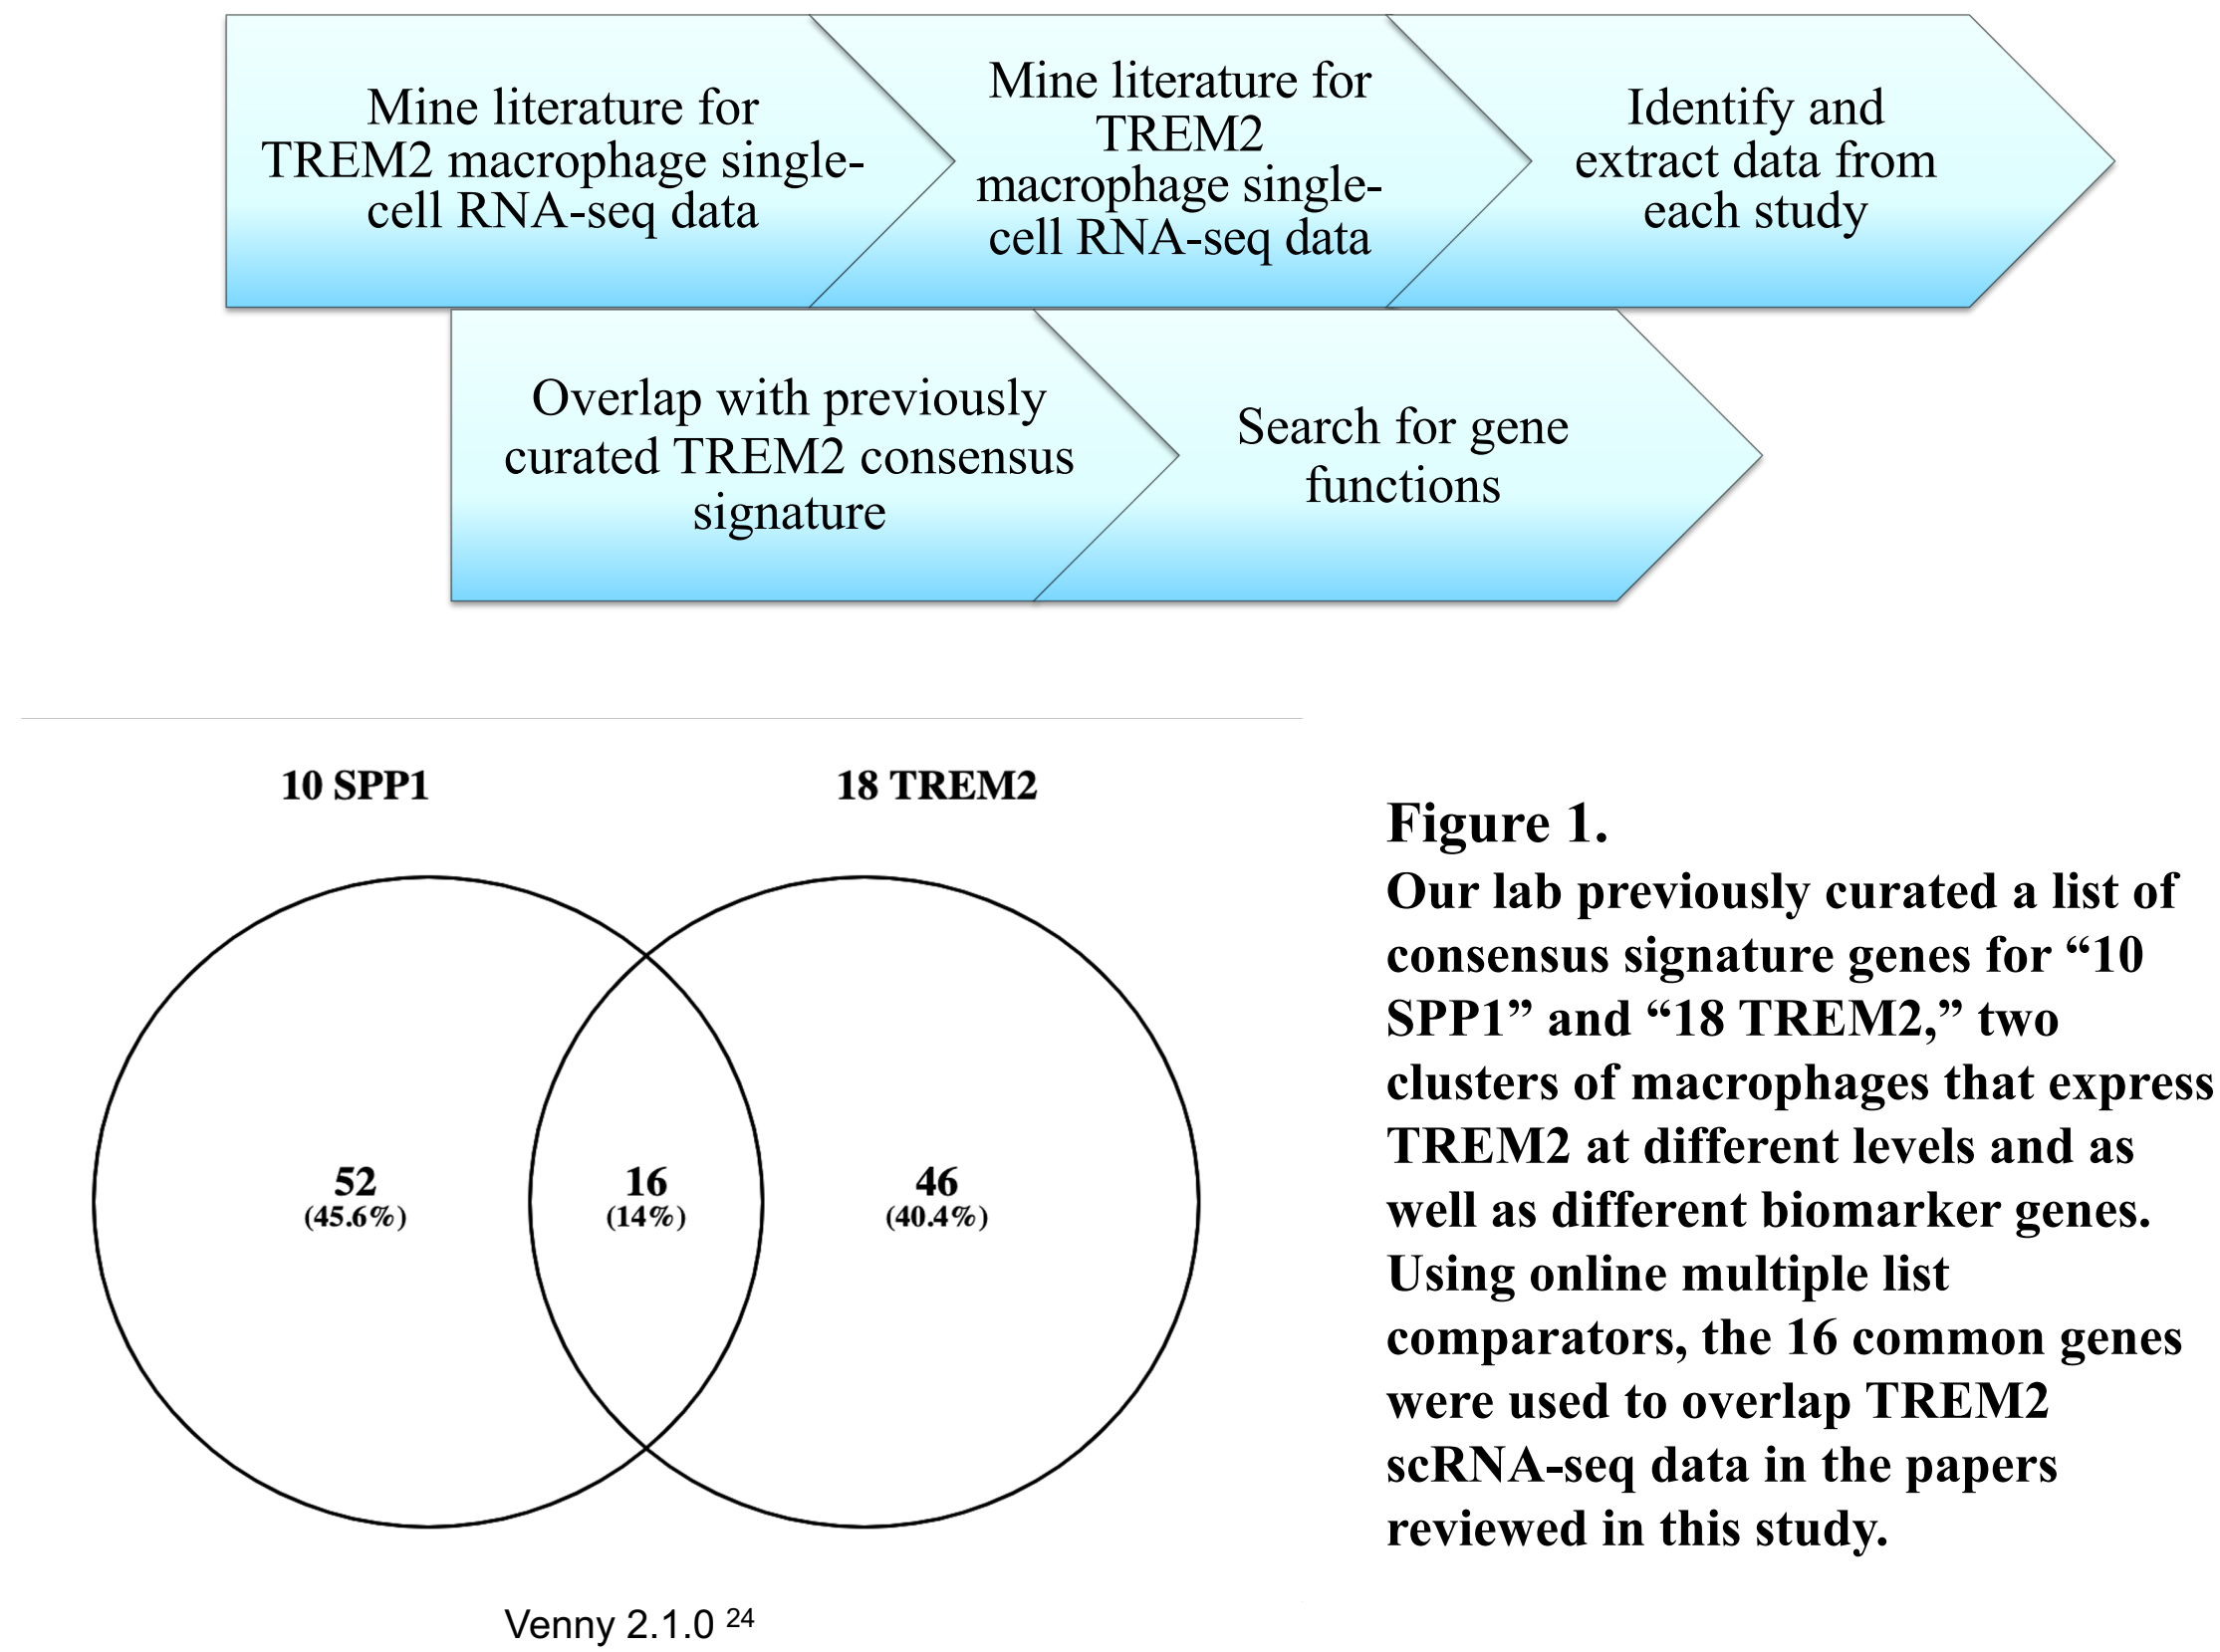 Mine literature for
TREM2 macrophage single-
cell RNA-seq data
Mine literature for
TREM2
macrophage single-
cell RNA-seq data
Identify and
extract data from
each study
Overlap with previously
curated TREM2 consensus
signature
Search for gene
functions
10 SPP1
18 TREM2
52
(45.6%)
16
(14%)
46
(40.4%)
Venny 2.1.0 24
Figure 1.
Our lab previously curated a list of
consensus signature genes for “10
SPP1” and “18 TREM2,” two
clusters of macrophages that express
TREM2 at different levels and as
well as different biomarker genes.
Using online multiple list
comparators, the 16 common genes
were used to overlap TREM2
scRNA-seq data in the papers
reviewed in this study.